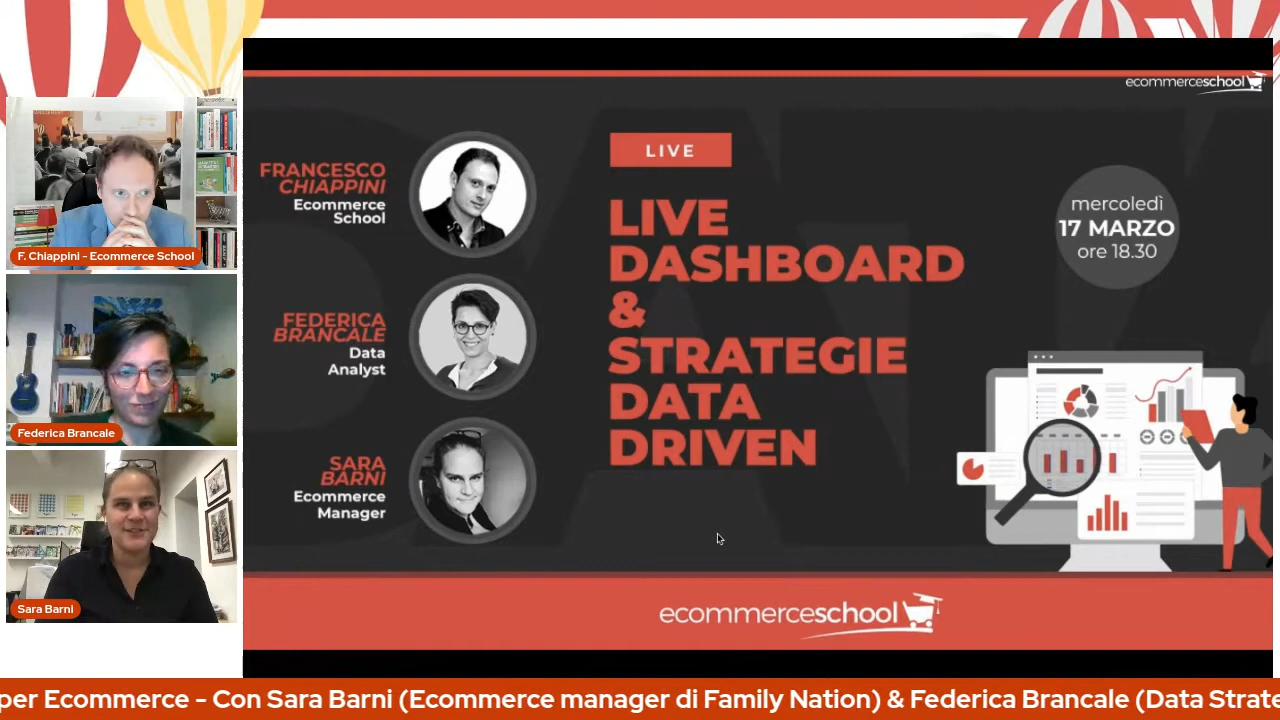 ecommerceschool
F. Chiappini - Ecommerce School
Federica Brancale
Sara Barni
FRANCESCO
CHIAPPINI
Ecommerce
School
FEDERICA
BRANCALE
Data
Analyst
SARA
BARNI
Ecommerce
Manager
LIVE
LIVE
DASHBOARD
&
STRATEGIE
DATA
DRIVEN
mercoledì
17 MARZO
ore 18.30
ecommerceschool
per Ecommerce - Con Sara Barni (Ecommerce manager di Family Nation) & Federica Brancale (Data Strate